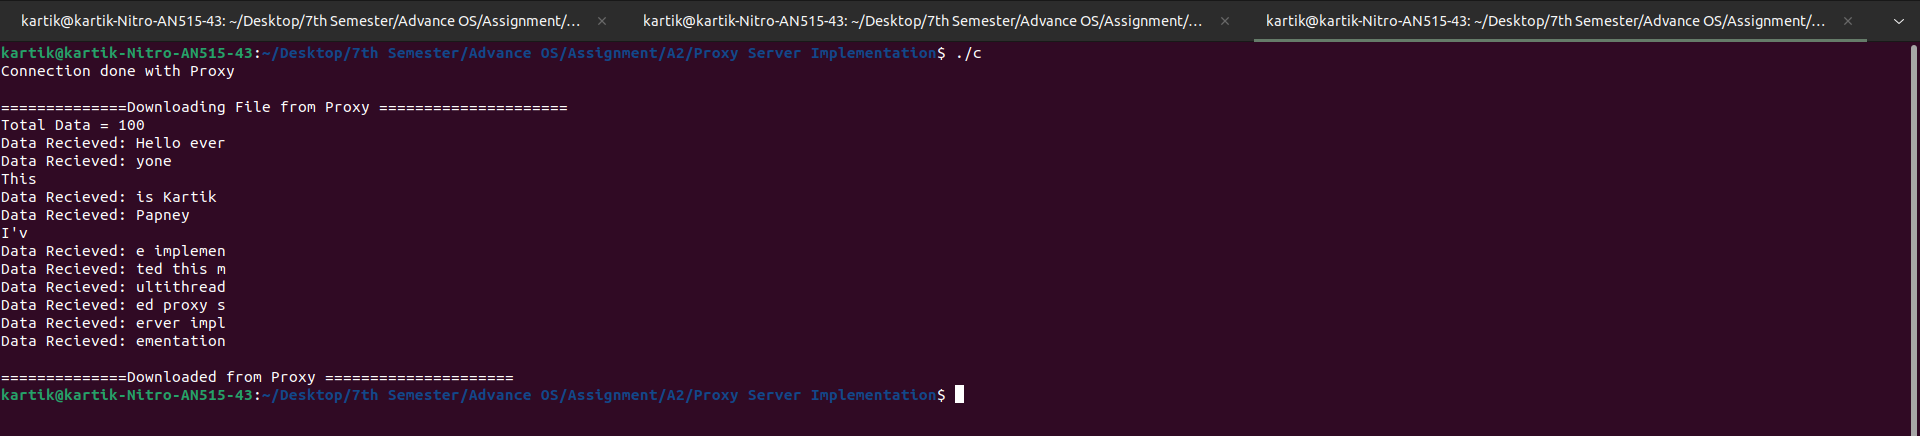 kartik@kartik-Nitro-AN515-43: ~/Desktop/7th Semester/Advance OS/Assignment/...
kartik@kartik-Nitro-AN515-43: ~/Desktop/7th Semester/Advance OS/Assignment/...
kartik@kartik-Nitro-AN515-43: ~/Desktop/7th Semester/Advance OS/Assignment/...
kartik@kartik-Nitro-AN515-43:~/Desktop/7th Semester/Advance OS/Assignment/A2/Proxy Server Implementation$ ./c
Connection done with Proxy
==============Downloading File from Proxy =====================
Total Data = 100
Data Recieved: Hello ever
Data Recieved: yone
This
Data Recieved: is Kartik
Data Recieved: Papney
I'v
Data Recieved: e implemen
Data Recieved: ted this m
Data Recieved: ultithread
Data Recieved: ed proxy s
Data Recieved: erver impl
Data Recieved: ementation
==============Downloaded from Proxy =====================
kartik@kartik-Nitro-AN515-43:~/Desktop/7th Semester/Advance OS/Assignment/A2/Proxy Server Implementation$